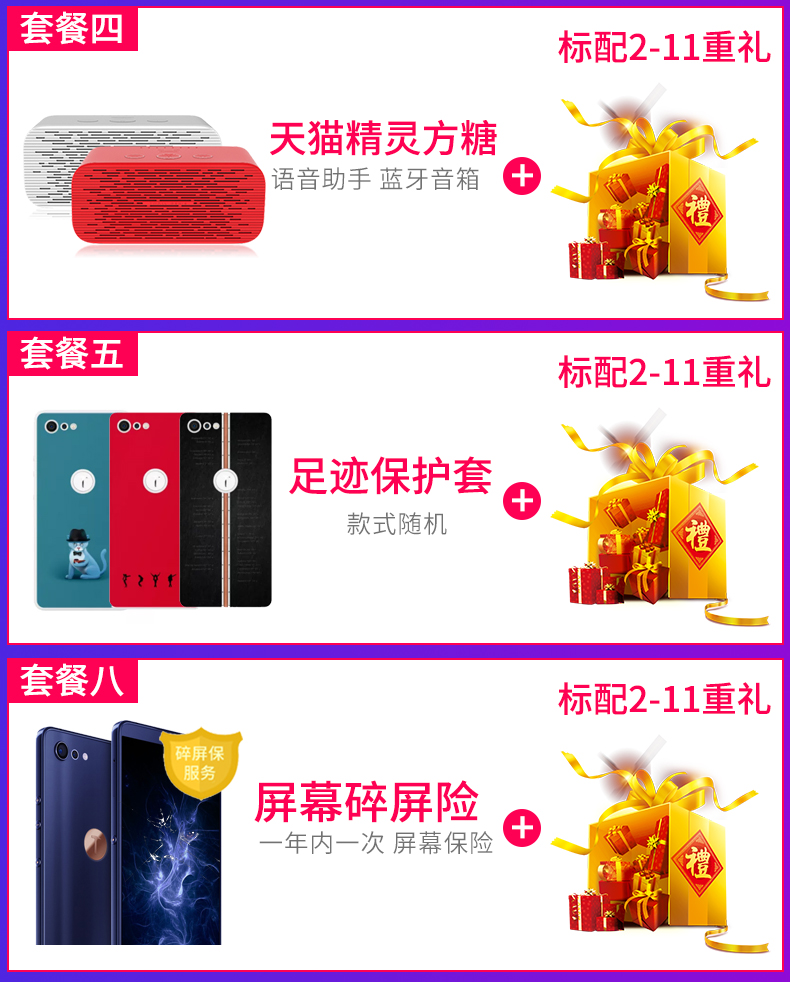 套餐四
标配2-11重礼
天猫精灵方糖
语音助手 蓝牙音箱
禮
套餐五
标配2-11重礼
足迹保护套
款式随机
禮
套餐八
标配2-11重礼
碎屏保
服务
屏幕碎屏险
一年内一次 屏幕保险
禮